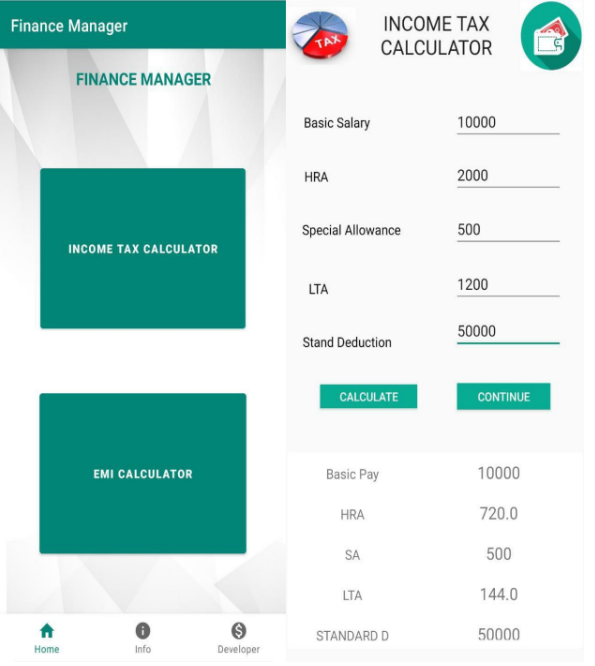 Finance Manager
FINANCE MANAGER
INCOME TAX CALCULATOR
EMI CALCULATOR
Home
Info
Developer
TAX
INCOME TAX
CALCULATOR
Basic Salary 10000
HRA 2000
Special Allowance 500
LTA 1200
Stand Deduction 50000
CALCULATE CONTINUE
Basic Pay 10000
HRA 720.0
SA 500
LTA 144.0
STANDARD D 50000